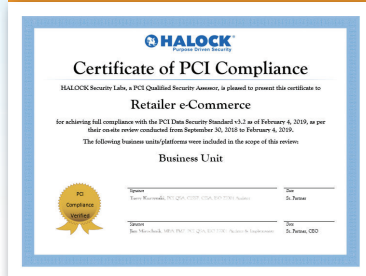 HALOCK
Purpose Driven Security
Certificate of PCI Compliance
HALOCK Security Labs, a PCI Qualified Security Assessor, is pleased to present this certificate to
Retailer e-Commerce
for achieving full compliance with the PCI Data Security Standard v3.2 as of February 4, 2019, as per
their on-site review conducted from September 30, 2018 to February 4, 2019.
The following business units/platforms were included in the scope of this review:
Business Unit
PCI
Compliance
Verified
Signature
Date
Sr. Partner
Signature
Date
Sr. Partner, CEO